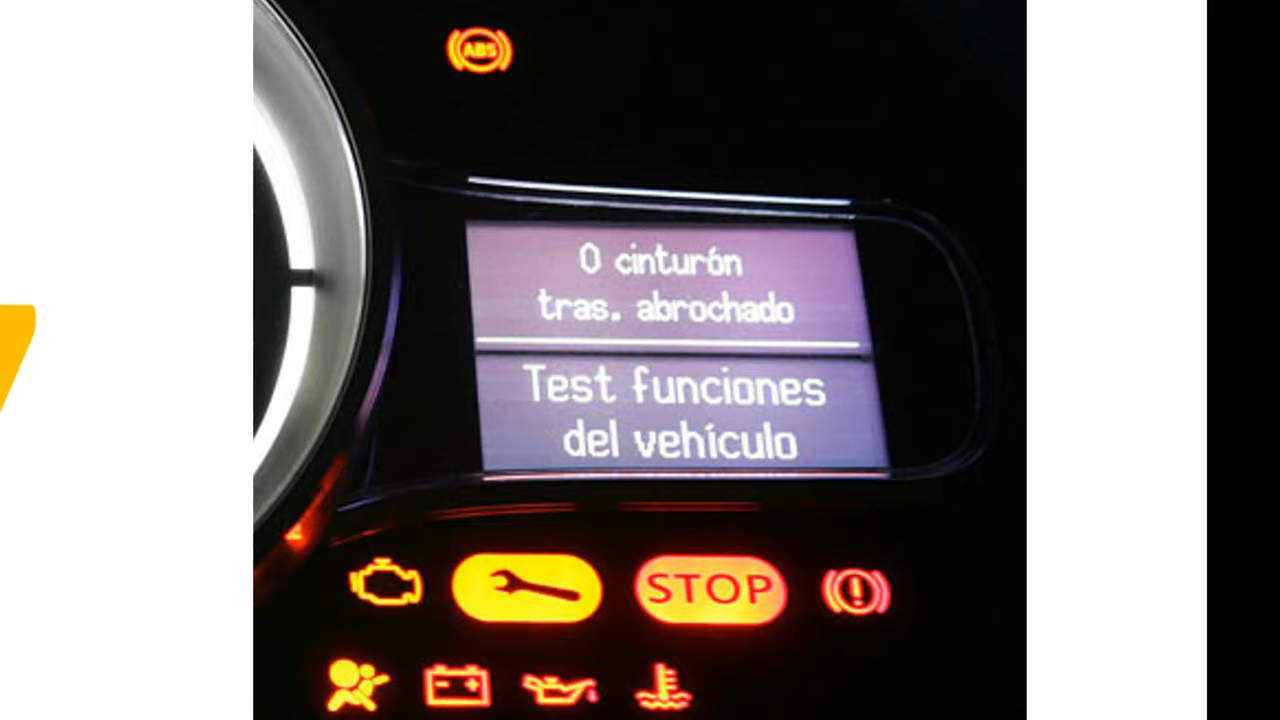 ABS
0 cinturón
tras. abrochado
Test funciones
del vehículo
STOP